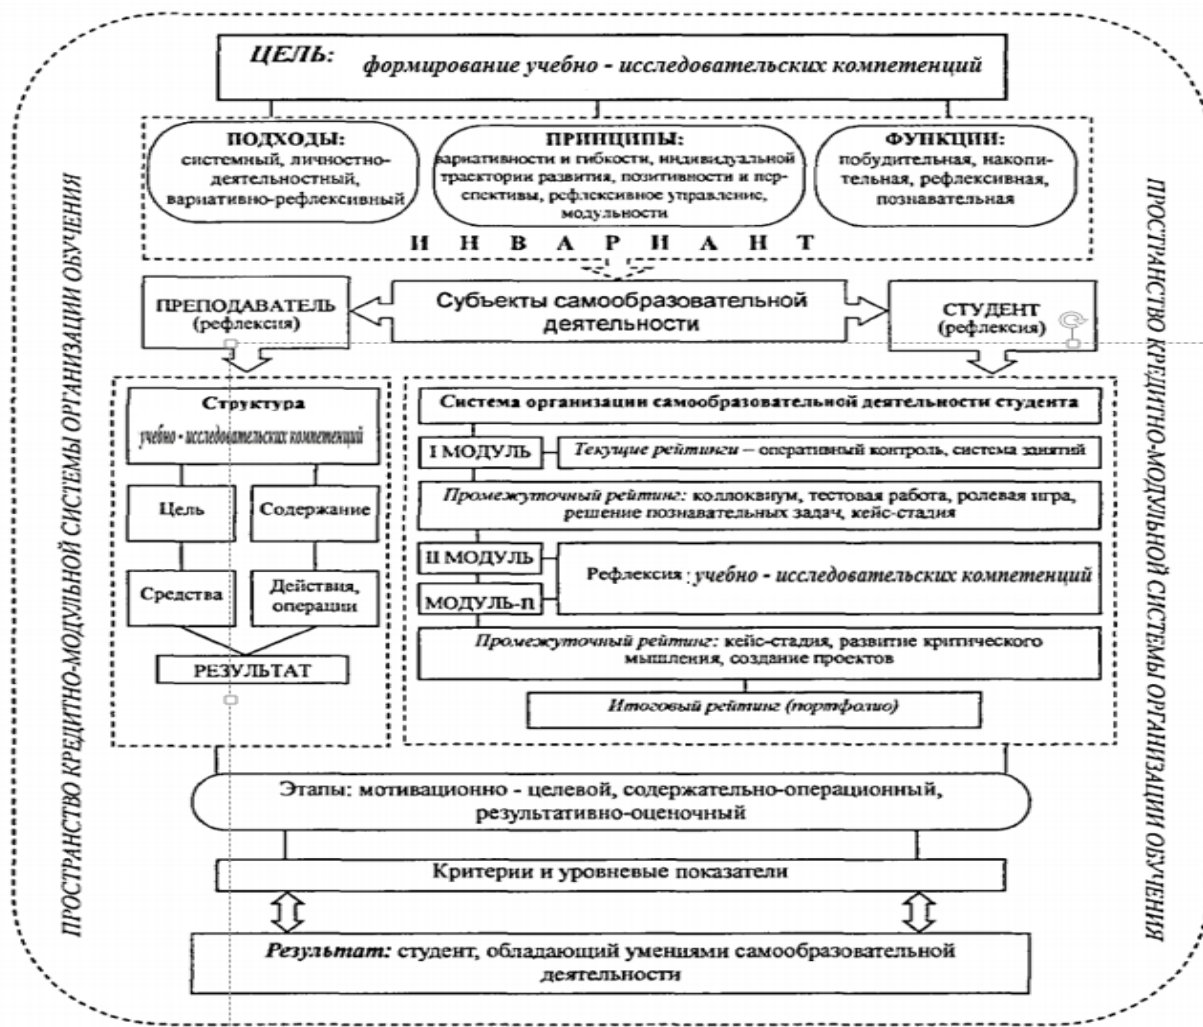 ЦЕЛЬ: формирование учебно - исследовательских компетенций
ПОДХОДЫ:
системный, личностно-
деятельностный,
вариативно-рефлексивный
ПРИНЦИПЫ:
вариативности и гибкости, индивидуальной
траектории развития, позитивности и пер-
спективы, рефлексивное управление,
модульности
ФУНКЦИИ:
побудительная, накопи-
тельная, рефлексивная,
познавательная
И Н В А Р И А Н Т
ПРЕПОДАВАТЕЛЬ
(рефлексия)
Субъекты самообразовательной
деятельности
СТУДЕНТ
(рефлексия)
Структура
учебно - исследовательских компетенций
Цель
Содержание
Средства
Действия,
операции
РЕЗУЛЬТАТ
Система организации самообразовательной деятельности студента
I МОДУЛЬ
Текущие рейтинги – оперативный контроль, система занятий
Промежуточный рейтинг: коллоквиум, тестовая работа, ролевая игра,
решение познавательных задач, кейс-стадия
II МОДУЛЬ
МОДУЛЬ-n
Рефлексия : учебно - исследовательских компетенций
Промежуточный рейтинг: кейс-стадия, развитие критического
мышления, создание проектов
Итоговый рейтинг (портфолио)
Этапы: мотивационно - целевой, содержательно-операционный,
результативно-оценочный
Критерии и уровневые показатели
Результат: студент, обладающий умениями самообразовательной
деятельности
ПРОСТРАНСТВО КРЕДИТНО-МОДУЛЬНОЙ СИСТЕМЫ ОРГАНИЗАЦИИ ОБУЧЕНИЯ
ПРОСТРАНСТВО КРЕДИТНО-МОДУЛЬНОЙ СИСТЕМЫ ОРГАНИЗАЦИИ ОБУЧЕНИЯ